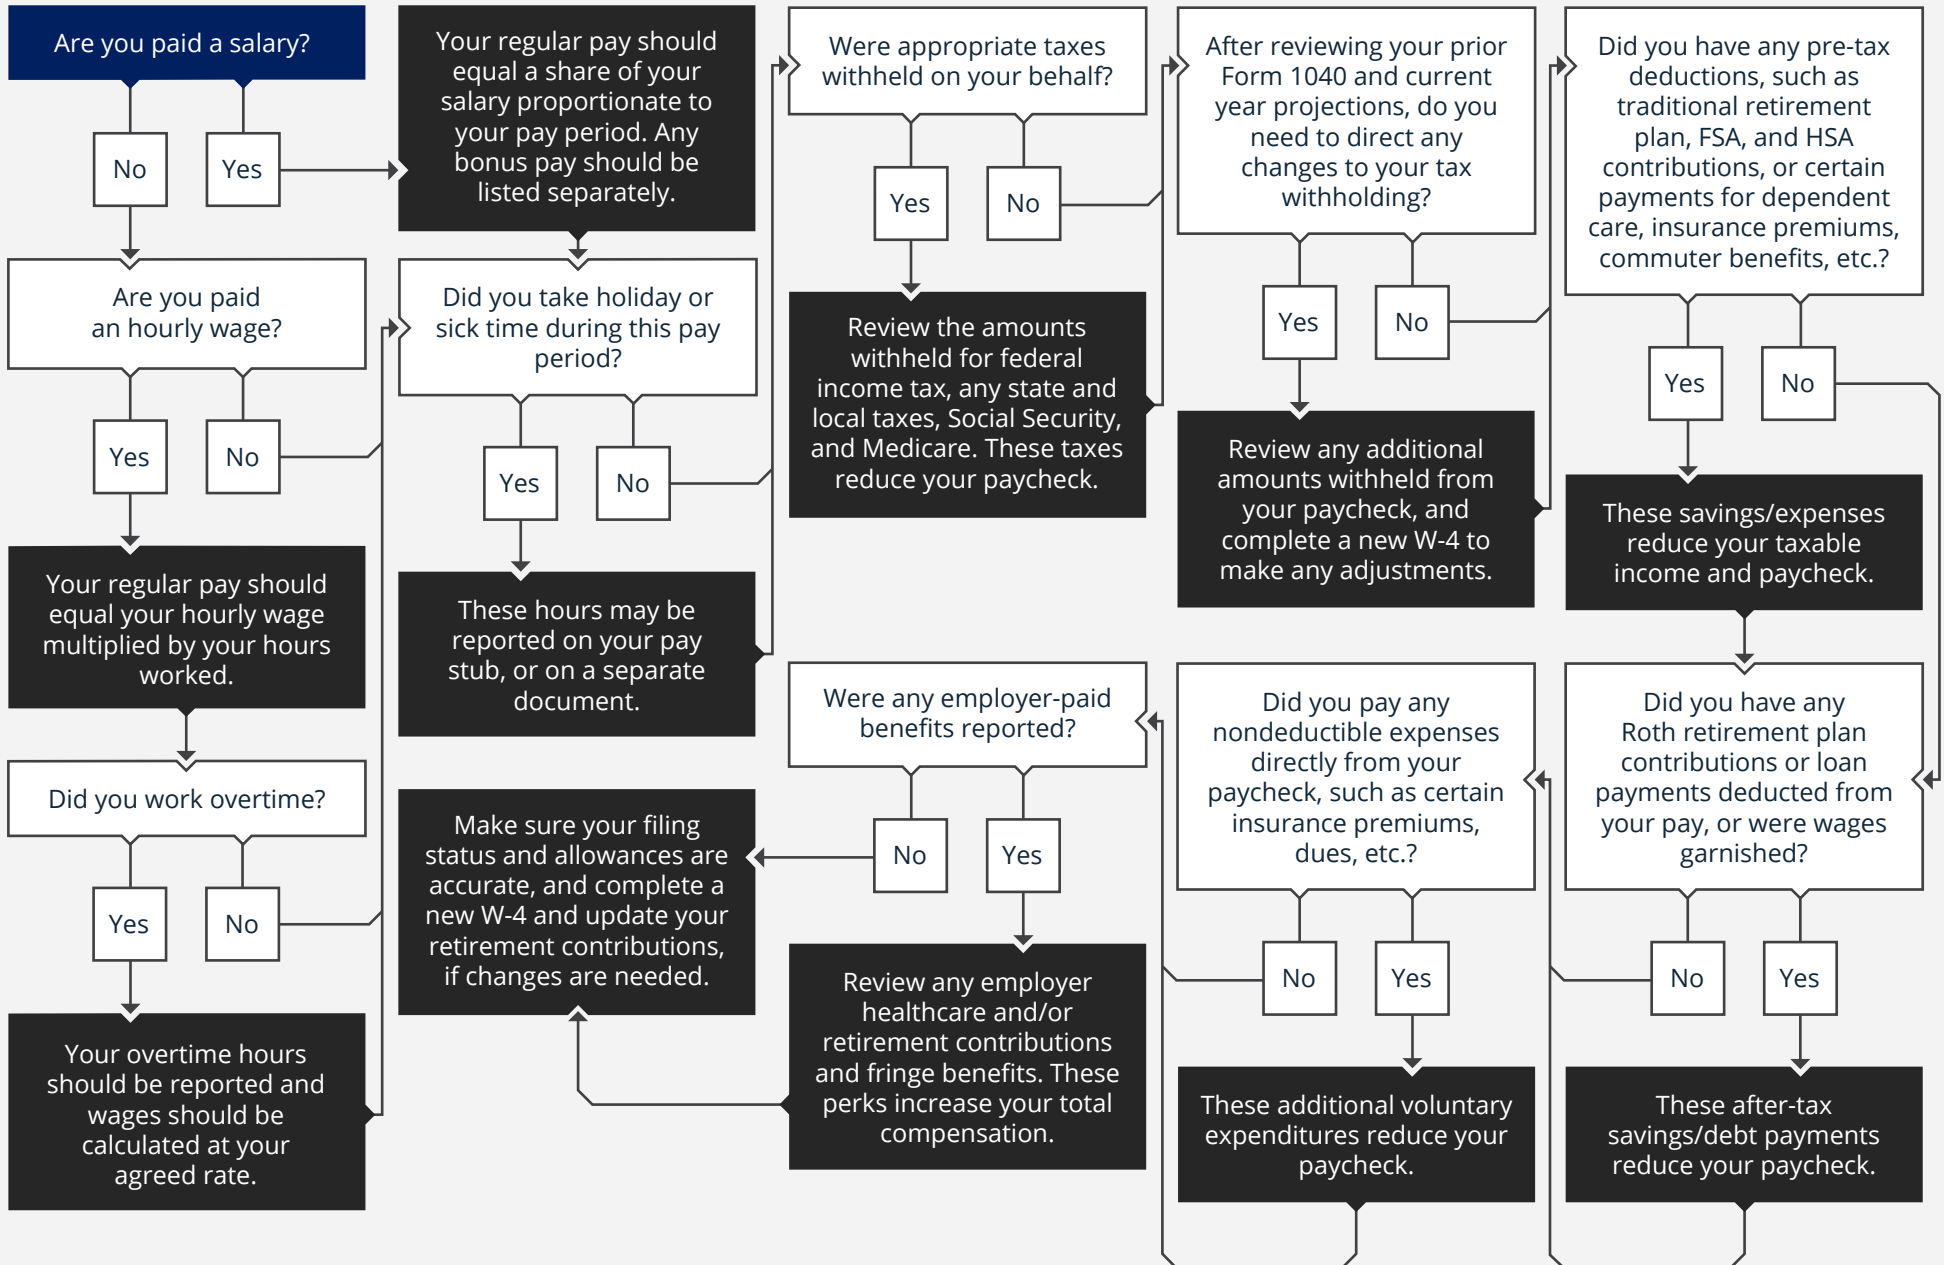 Are you paid a salary?
No
Yes
Are you paid
an hourly wage?
Yes
No
Your regular pay should
equal your hourly wage
multiplied by your hours
worked.
Did you work overtime?
Yes
No
Your overtime hours
should be reported and
wages should be
calculated at your
agreed rate.
Your regular pay should
equal a share of your
salary proportionate to
your pay period. Any
bonus pay should be
listed separately.
Did you take holiday or
sick time during this pay
period?
Yes
No
These hours may be
reported on your pay
stub, or on a separate
document.
Were appropriate taxes
withheld on your behalf?
Yes
No
Review the amounts
withheld for federal
income tax, any state and
local taxes, Social Security,
and Medicare. These taxes
reduce your paycheck.
After reviewing your prior
Form 1040 and current
year projections, do you
need to direct any
changes to your tax
withholding?
Yes
No
Review any additional
amounts withheld from
your paycheck, and
complete a new W-4 to
make any adjustments.
Did you have any pre-tax
deductions, such as
traditional retirement
plan, FSA, and HSA
contributions, or certain
payments for dependent
care, insurance premiums,
commuter benefits, etc.?
Yes
No
These savings/expenses
reduce your taxable
income and paycheck.
Did you have any
Roth retirement plan
contributions or loan
payments deducted from
your pay, or were wages
garnished?
No
Yes
These after-tax
savings/debt payments
reduce your paycheck.
Did you pay any
nondeductible expenses
directly from your
paycheck, such as certain
insurance premiums,
dues, etc.?
No
Yes
These additional voluntary
expenditures reduce your
paycheck.
Were any employer-paid
benefits reported?
No
Yes
Review any employer
healthcare and/or
retirement contributions
and fringe benefits. These
perks increase your total
compensation.
Make sure your filing
status and allowances are
accurate, and complete a
new W-4 and update your
retirement contributions,
if changes are needed.